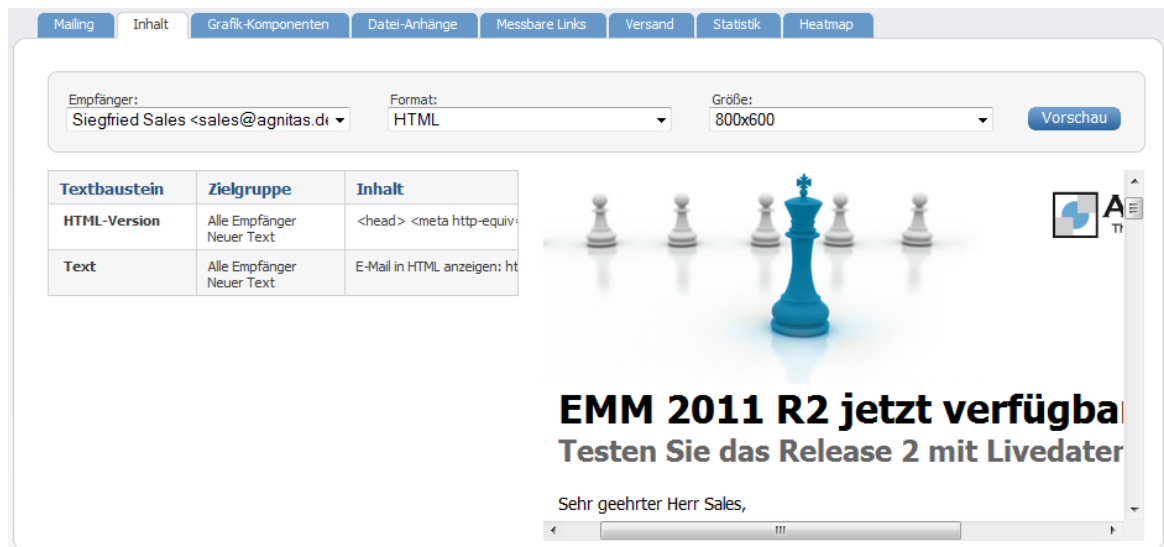 Mailing Inhalt Grafik-Komponenten Datei-Anhänge Messbare Links Versand Statistik Heatmap
Empfänger: Format: Größe:
Siegfried Sales <sales@agnitas.de HTML 800x600 Vorschau
Textbaustein Zielgruppe Inhalt
HTML-Version Alle Empfänger <head> <meta http-equiv=
Neuer Text
Text Alle Empfänger E-Mail in HTML anzeigen: ht
Neuer Text
A
Th
EMM 2011 R2 jetzt verfügba
Testen Sie das Release 2 mit Livedaten
Sehr geehrter Herr Sales,